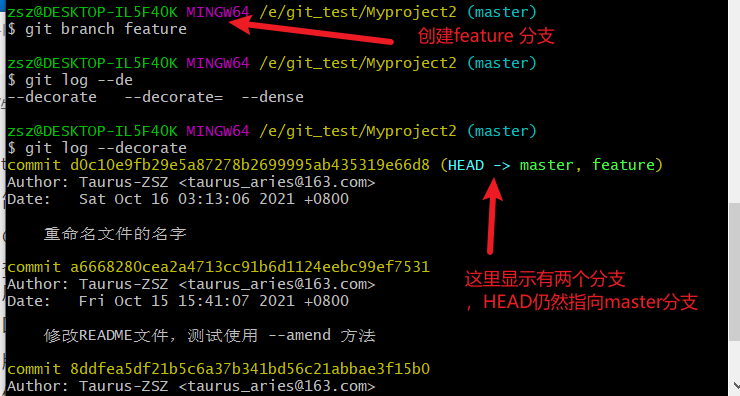 zsz@DESKTOP-IL5F40K MINGW64 /e/git_test/Myproject2 (master)
$ git branch feature
创建feature 分支
zsz@DESKTOP-IL5F40K MINGW64 /e/git_test/Myproject2 (master)
$ git log --de
--decorate --decorate= --dense
zsz@DESKTOP-IL5F40K MINGW64 /e/git_test/Myproject2 (master)
$ git log --decorate
commit d0c10e9fb29e5a87278b2699995ab435319e66d8 (HEAD -> master, feature)
Author: Taurus-ZSZ <taurus_aries@163.com>
Date: Sat Oct 16 03:13:06 2021 +0800
重命名文件的名字
commit a6668280cea2a4713cc91b6d1124eebc99ef7531
Author: Taurus-ZSZ <taurus_aries@163.com>
Date: Fri Oct 15 15:41:07 2021 +0800
这里显示有两个分支
，HEAD仍然指向master分支
修改README文件，测试使用 --amend 方法
commit 8ddfea5df21b5c6a37b341bd56c21abbae3f15b0
Author: Taurus-ZSZ <taurus_aries@163.com>